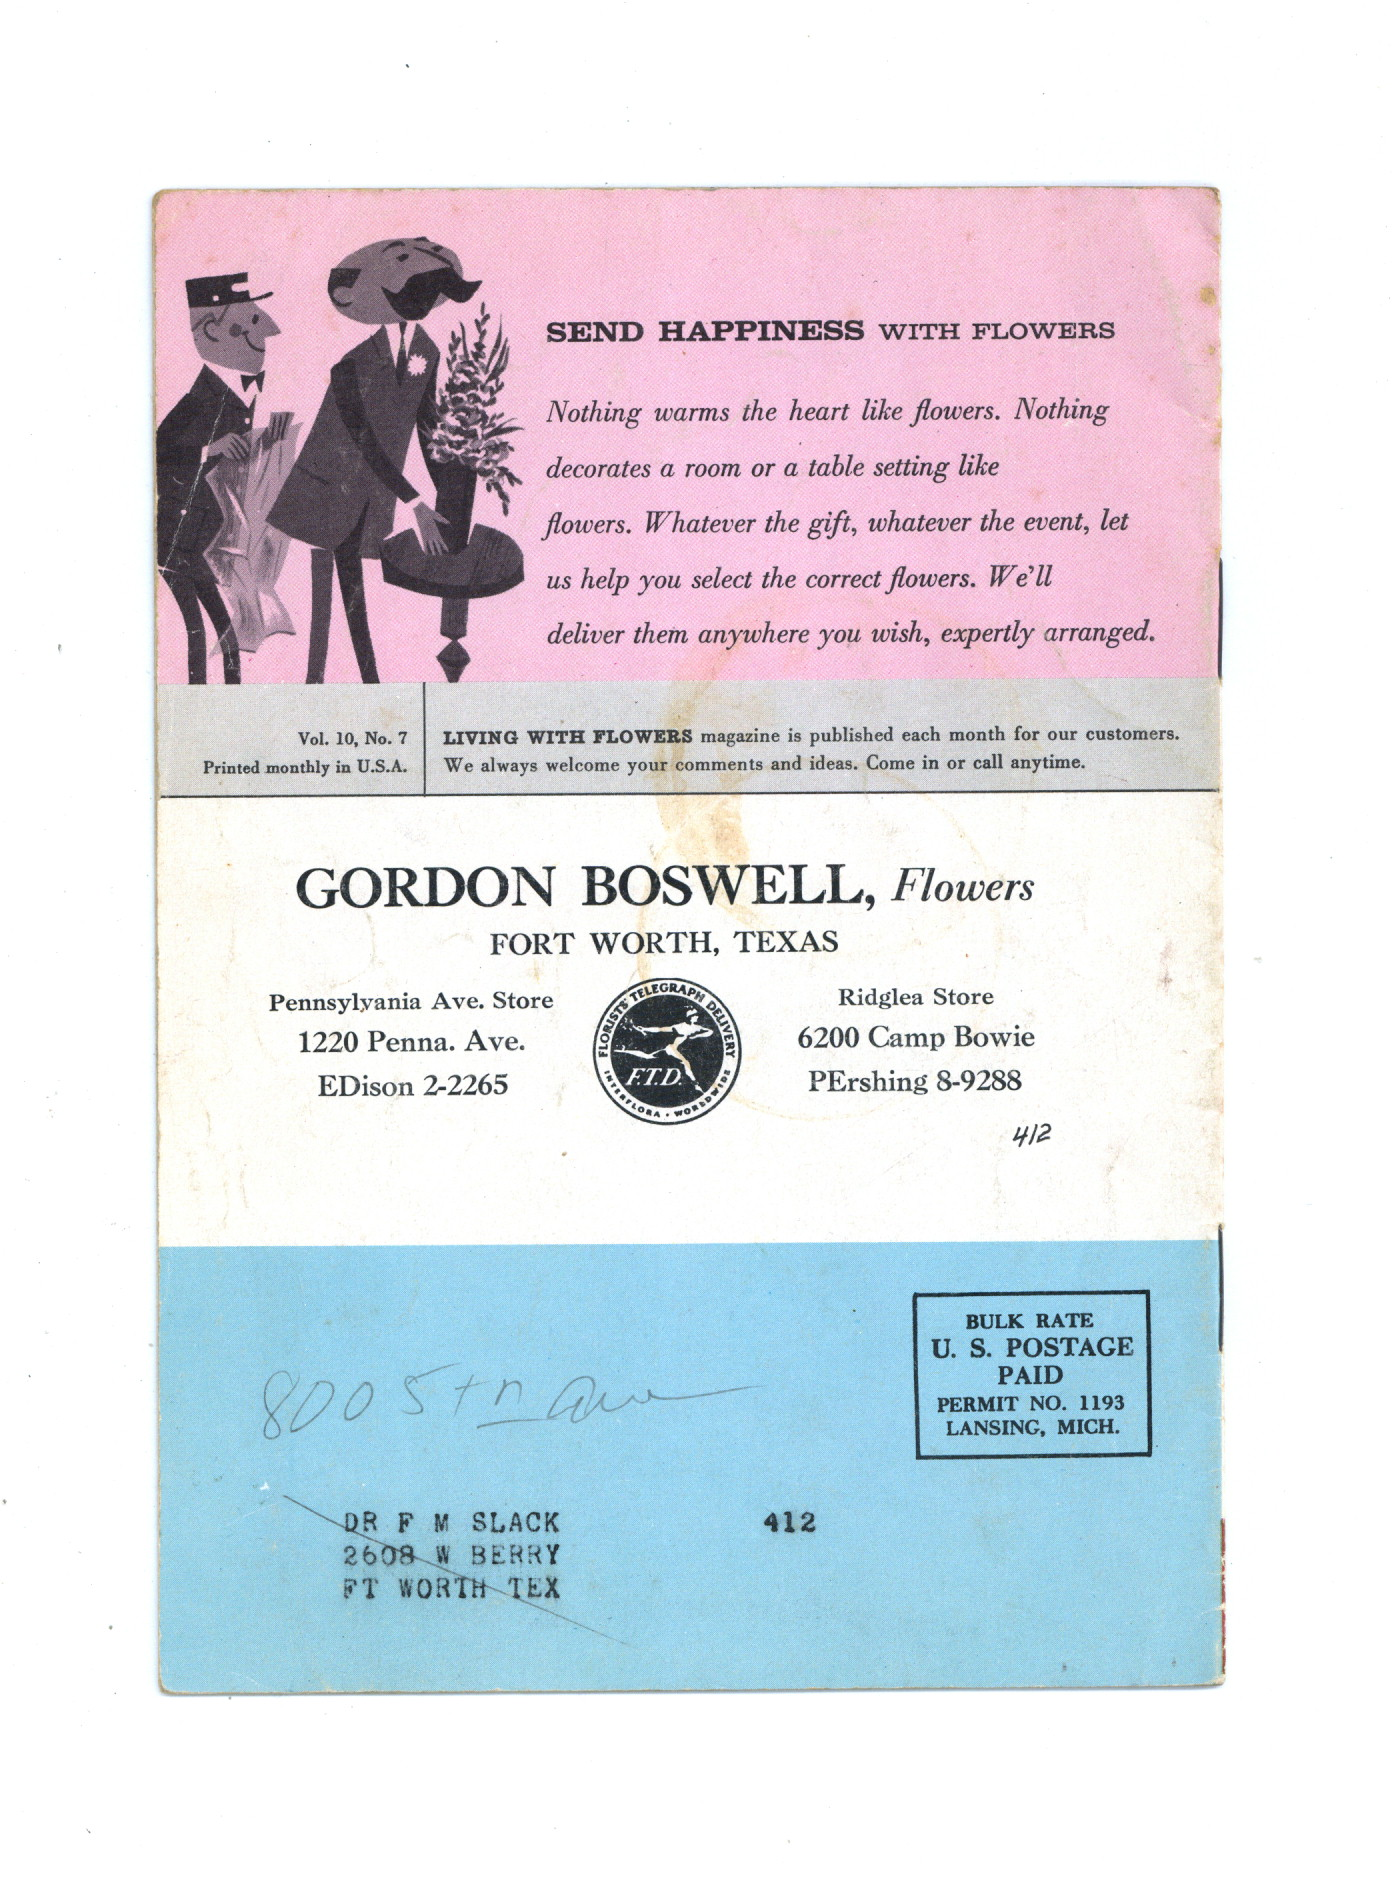 SEND HAPPINESS WITH FLOWERS
Nothing warms the heart like flowers. Nothing
decorates a room or a table setting like
flowers. Whatever the gift, whatever the event, let
us help you select the correct flowers. We'll
deliver them anywhere you wish, expertly arranged.
Vol. 10, No. 7
Printed monthly in U.S.A.
LIVING WITH FLOWERS magazine is published each month for our customers.
We always welcome your comments and ideas. Come in or call anytime.
GORDON BOSWELL, Flowers
FORT WORTH, TEXAS
Pennsylvania Ave. Store
1220 Penna. Ave.
EDison 2-2265
FLORISTS' TELEGRAPH DELIVERY
F.T.D.
INTERFLORA • WORLDWIDE
Ridglea Store
6200 Camp Bowie
PErshing 8-9288
412
BULK RATE
U. S. POSTAGE
PAID
PERMIT NO. 1193
LANSING, MICH.
800 5th ave
DR F M SLACK 412
2608 W BERRY
FT WORTH TEX